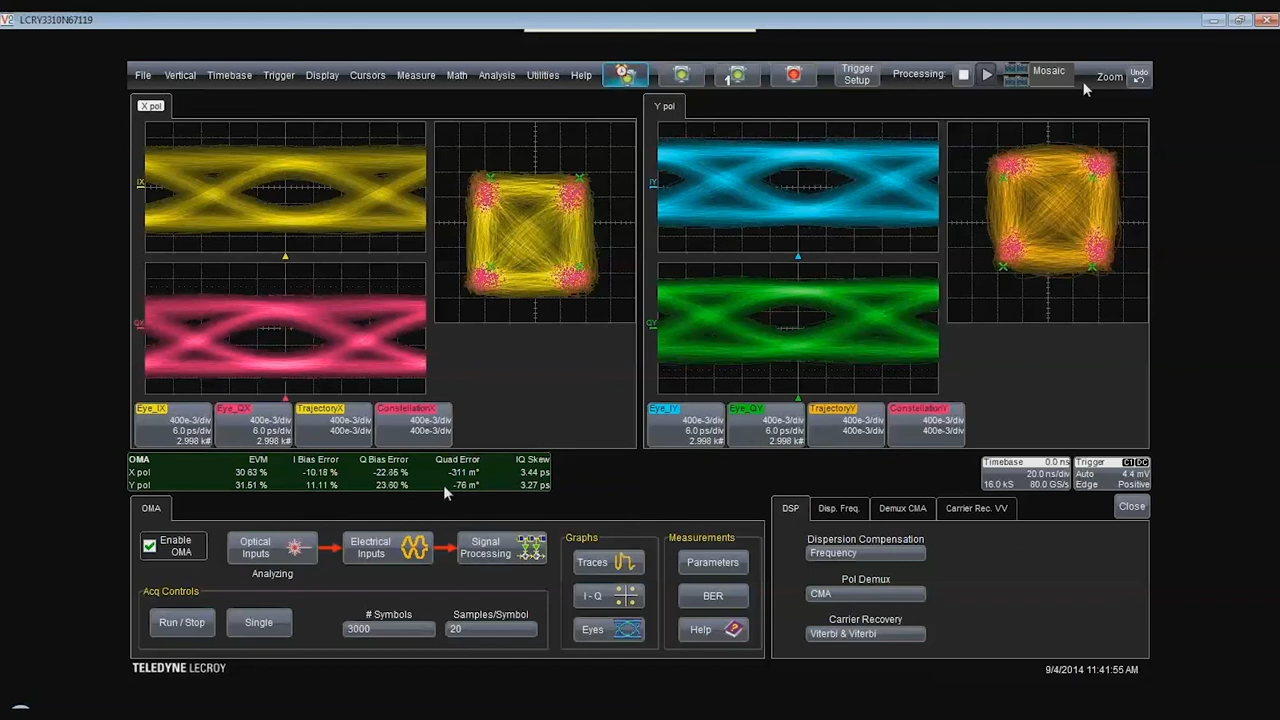 LCRY3310N67119
File Vertical Timebase Trigger Display Cursors Measure Math Analysis Utilities Help 1 Trigger Setup Processing: Mosaic Zoom Undo
X pol
Y pol
IX
QX
IY
QY
Eye_IX Eye_QX TrajectoryX ConstellationX
400e-3/div 400e-3/div 400e-3/div 400e-3/div
6.0 ps/div 6.0 ps/div 400e-3/div 400e-3/div
2.998 k# 2.998 k#
Eye_IY Eye_QY TrajectoryY ConstellationY
400e-3/div 400e-3/div 400e-3/div 400e-3/div
6.0 ps/div 6.0 ps/div 400e-3/div 400e-3/div
2.998 k# 2.998 k#
OMA EVM I Bias Error Q Bias Error Quad Error IQ Skew
X pol 30.63 % -10.18 % -22.86 % -311 m° 3.44 ps
Y pol 31.51 % 11.11 % 23.60 % -76 m° 3.27 ps
Timebase 0.0 ns
20.0 ns/div
16.0 kS 80.0 GS/s
Trigger C1 DC
Auto 4.4 mV
Edge Positive
OMA
Enable OMA
Optical Inputs
Electrical Inputs
Signal Processing
Analyzing
Acq Controls
Run / Stop
Single
# Symbols
3000
Samples/Symbol
20
Graphs
Traces
I - Q
Eyes
Measurements
Parameters
BER
Help
DSP Disp. Freq. Demux CMA Carrier Rec. VV
Close
Dispersion Compensation
Frequency
Pol Demux
CMA
Carrier Recovery
Viterbi & Viterbi
TELEDYNE LECROY
9/4/2014 11:41:55 AM